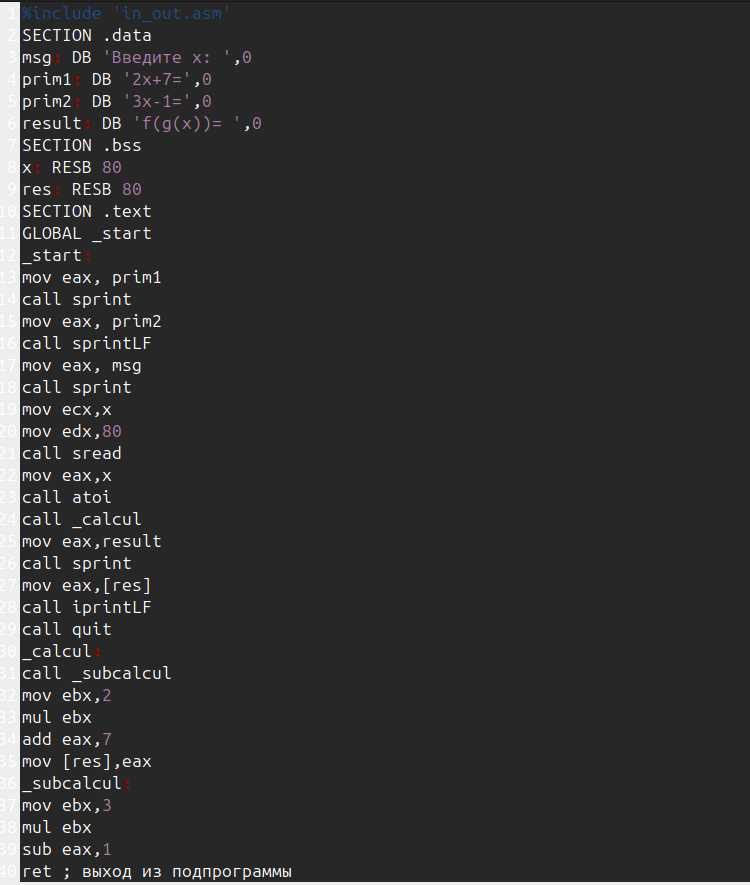 1 %include 'in_out.asm'
2 SECTION .data
3 msg: DB 'Введите x: ',0
4 prim1: DB '2x+7=',0
5 prim2: DB '3x-1=',0
6 result: DB 'f(g(x))= ',0
7 SECTION .bss
8 x: RESB 80
9 res: RESB 80
10 SECTION .text
11 GLOBAL _start
12 _start:
13 mov eax, prim1
14 call sprint
15 mov eax, prim2
16 call sprintLF
17 mov eax, msg
18 call sprint
19 mov ecx,x
20 mov edx,80
21 call sread
22 mov eax,x
23 call atoi
24 call _calcul
25 mov eax,result
26 call sprint
27 mov eax,[res]
28 call iprintLF
29 call quit
30 _calcul:
31 call _subcalcul
32 mov ebx,2
33 mul ebx
34 add eax,7
35 mov [res],eax
36 _subcalcul:
37 mov ebx,3
38 mul ebx
39 sub eax,1
40 ret ; выход из подпрограммы